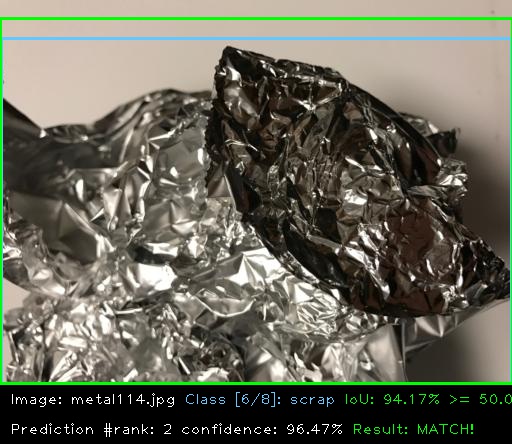 Image: metal114.jpg Class [6/8]: scrap IoU: 94.17% >= 50.0
Prediction #rank: 2 confidence: 96.47% Result: MATCH!